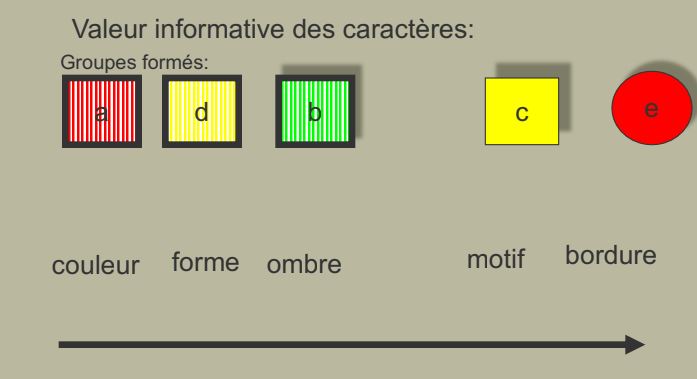 Valeur informative des caractères:
Groupes formés:
a d b c e
couleur forme ombre motif bordure